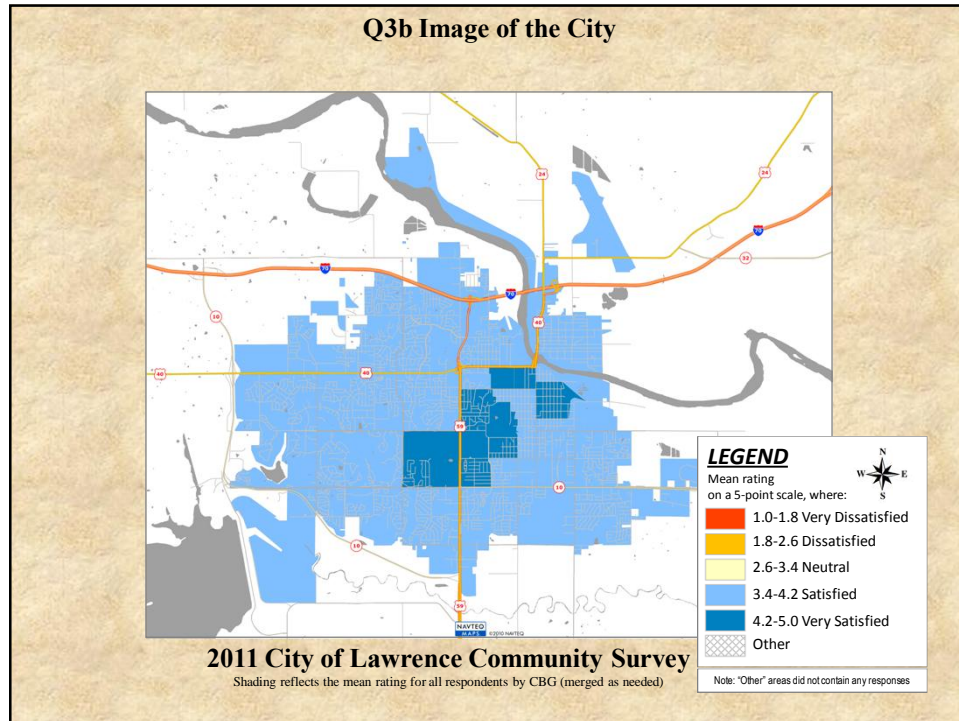 Q3b Image of the City
24
24
70
32
70
70
10
40
40
40
59
10
10
59
NAVTEQ
MAPS
©2010 NAVTEQ
LEGEND
Mean rating
on a 5-point scale, where:
N
W E
S
1.0-1.8 Very Dissatisfied
1.8-2.6 Dissatisfied
2.6-3.4 Neutral
3.4-4.2 Satisfied
4.2-5.0 Very Satisfied
Other
Note: “Other” areas did not contain any responses
2011 City of Lawrence Community Survey
Shading reflects the mean rating for all respondents by CBG (merged as needed)